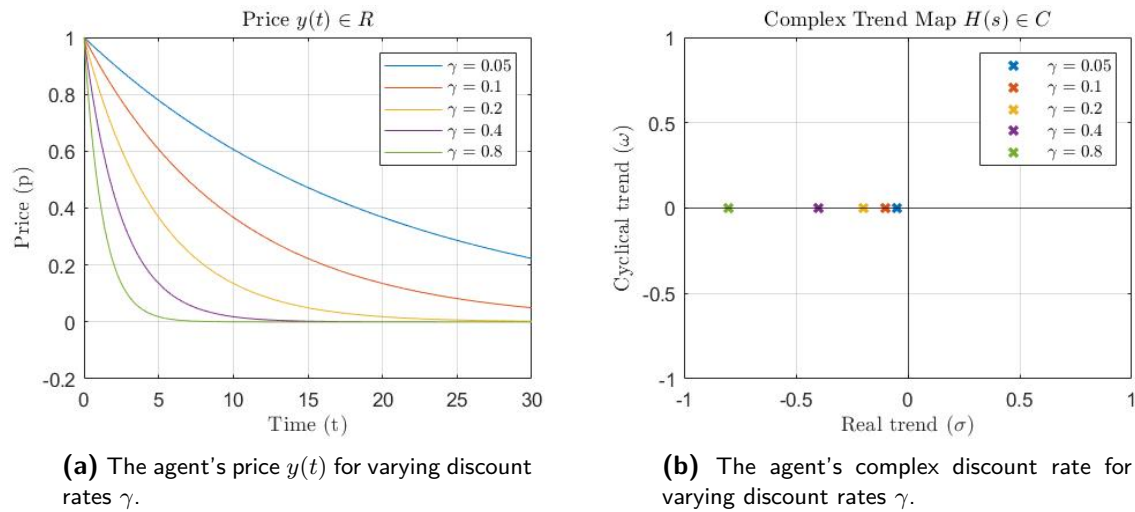 Price y(t) ∈ R
Price (p)
1
0.8
0.6
0.4
0.2
0
-0.2
0 5 10 15 20 25 30
Time (t)
γ = 0.05
γ = 0.1
γ = 0.2
γ = 0.4
γ = 0.8
(a) The agent's price y(t) for varying discount
rates γ.
Complex Trend Map H(s) ∈ C
Cyclical trend (ω)
1
0.5
0
-0.5
-1
-1 -0.5 0 0.5 1
Real trend (σ)
γ = 0.05
γ = 0.1
γ = 0.2
γ = 0.4
γ = 0.8
(b) The agent's complex discount rate for
varying discount rates γ.